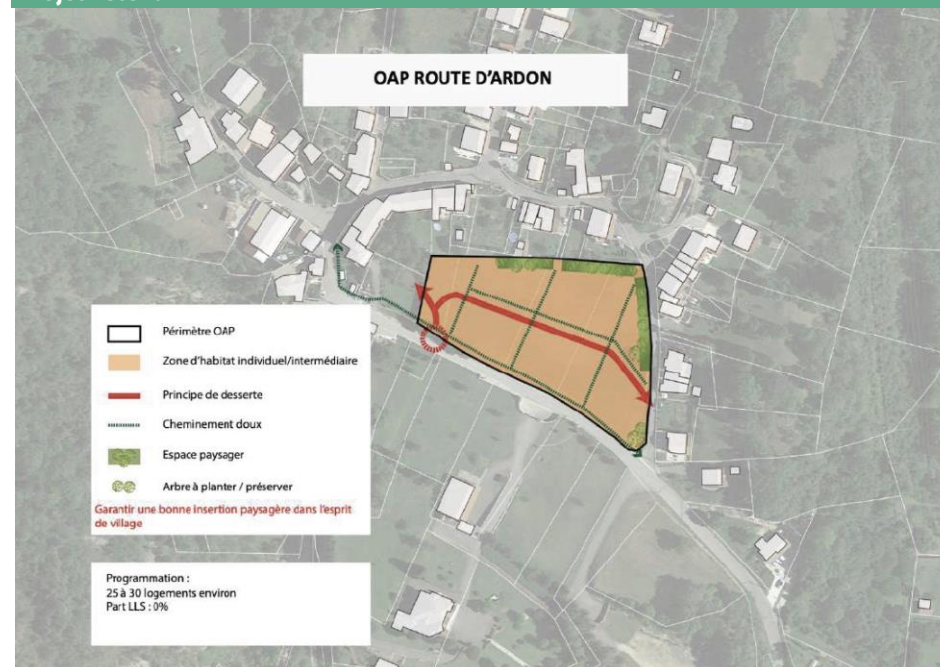 OAP ROUTE D'ARDON
Périmètre OAP
Zone d'habitat individuel/intermédiaire
Principe de desserte
Cheminement doux
Espace paysager
Arbre à planter / préserver
Garantir une bonne insertion paysagère dans l'esprit
de village
Programmation :
25 à 30 logements environ
Part LLS : 0%